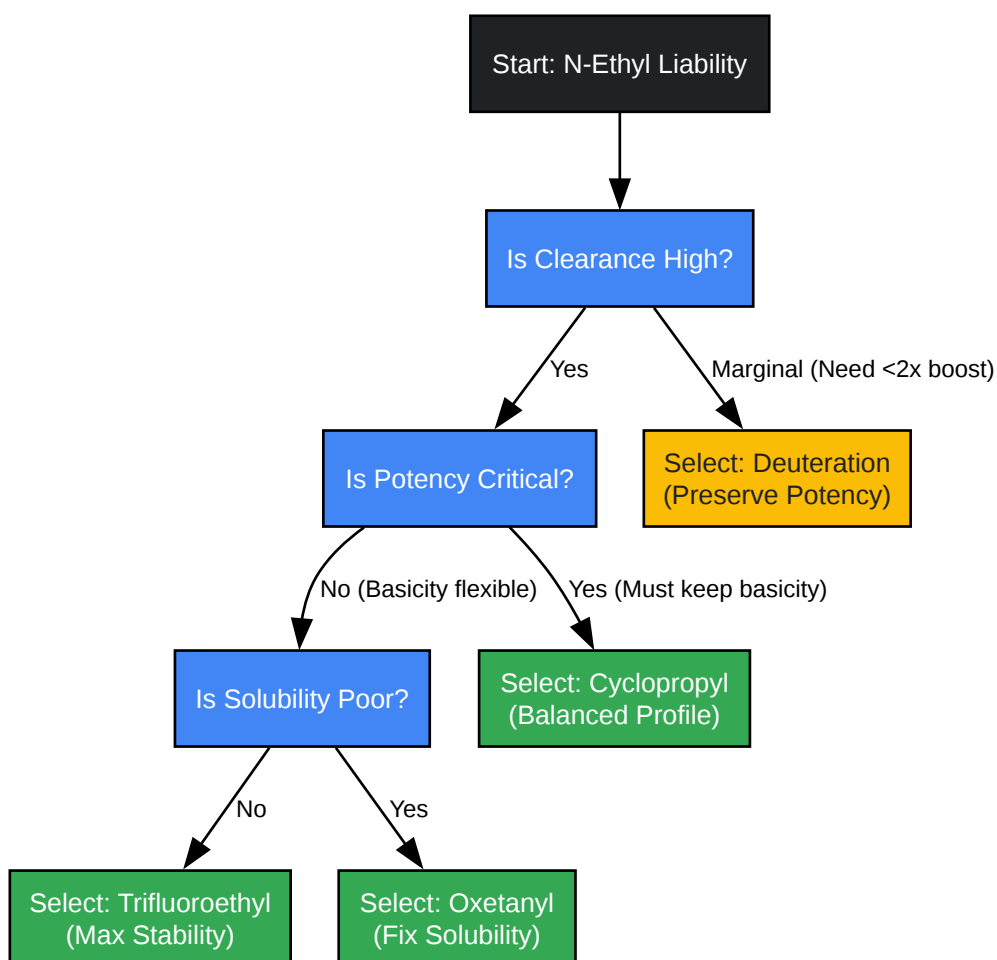 Start: N-Ethyl Liability
Is Clearance High?
Yes
Marginal (Need <2x boost)
Is Potency Critical?
Select: Deuteration
(Preserve Potency)
No (Basicity flexible)
Yes (Must keep basicity)
Is Solubility Poor?
Select: Cyclopropyl
(Balanced Profile)
No
Yes
Select: Trifluoroethyl
(Max Stability)
Select: Oxetanyl
(Fix Solubility)